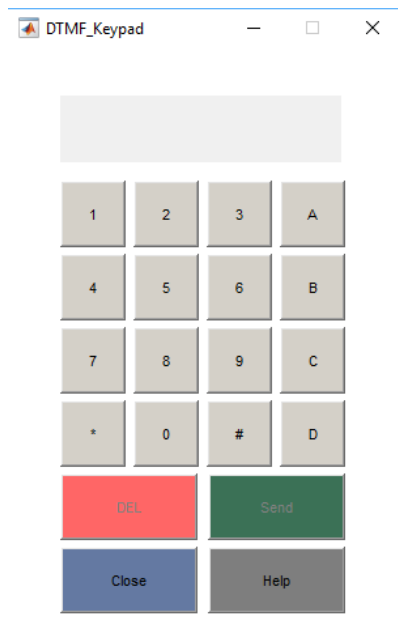 DTMF_Keypad
1 2 3 A
4 5 6 B
7 8 9 C
* 0 # D
DEL Send
Close Help